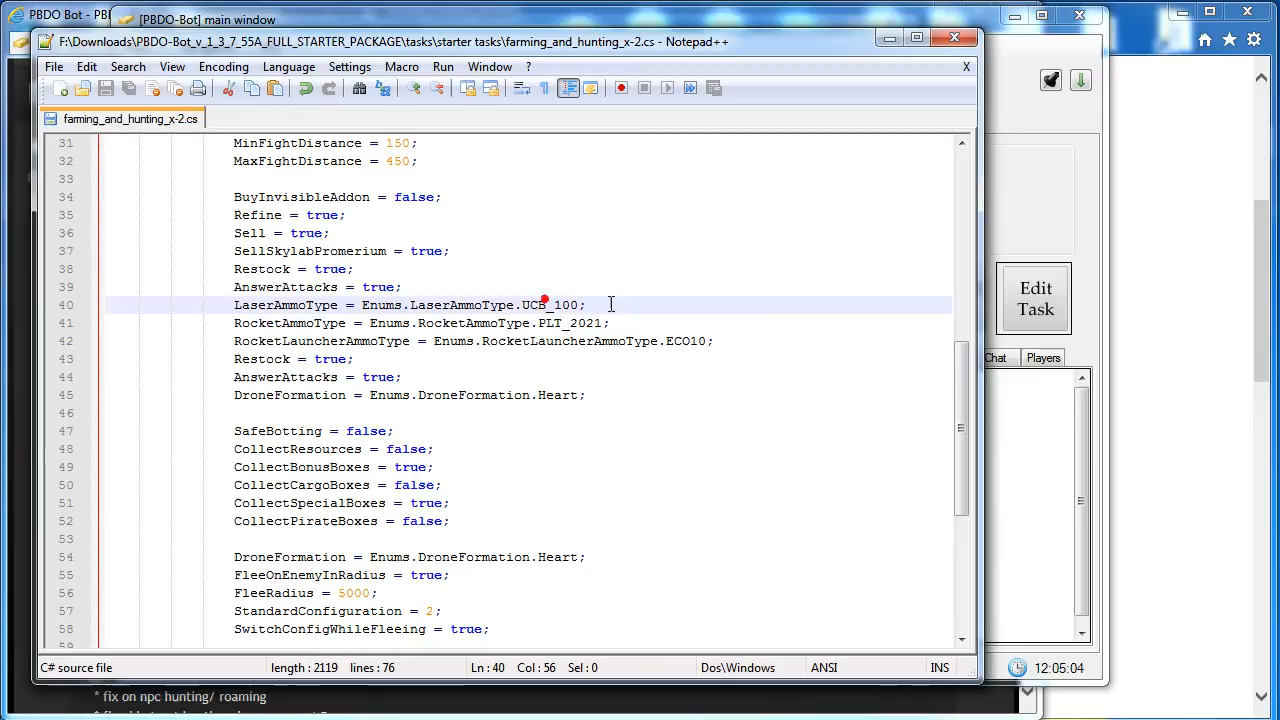 PBDO Bot - PB
[PBDO-Bot] main window
F:\Downloads\PBDO-Bot_v_1_3_7_55A_FULL_STARTER_PACKAGE\tasks\starter tasks\farming_and_hunting_x-2.cs - Notepad++
File Edit Search View Encoding Language Settings Macro Run Window ? X
farming_and_hunting_x-2.cs
31 MinFightDistance = 150;
32 MaxFightDistance = 450;
33
34 BuyInvisibleAddon = false;
35 Refine = true;
36 Sell = true;
37 SellSkylabPromerium = true;
38 Restock = true;
39 AnswerAttacks = true;
40 LaserAmmoType = Enums.LaserAmmoType.UCB_100;
41 RocketAmmoType = Enums.RocketAmmoType.PLT_2021;
42 RocketLauncherAmmoType = Enums.RocketLauncherAmmoType.ECO10;
43 Restock = true;
44 AnswerAttacks = true;
45 DroneFormation = Enums.DroneFormation.Heart;
46
47 SafeBotting = false;
48 CollectResources = false;
49 CollectBonusBoxes = true;
50 CollectCargoBoxes = false;
51 CollectSpecialBoxes = true;
52 CollectPirateBoxes = false;
53
54 DroneFormation = Enums.DroneFormation.Heart;
55 FleeOnEnemyInRadius = true;
56 FleeRadius = 5000;
57 StandardConfiguration = 2;
58 SwitchConfigWhileFleeing = true;
59
C# source file length : 2119 lines : 76 Ln : 40 Col : 56 Sel : 0 Dos\Windows ANSI INS
Edit
Task
Chat Players
12:05:04
* fix on npc hunting/ roaming